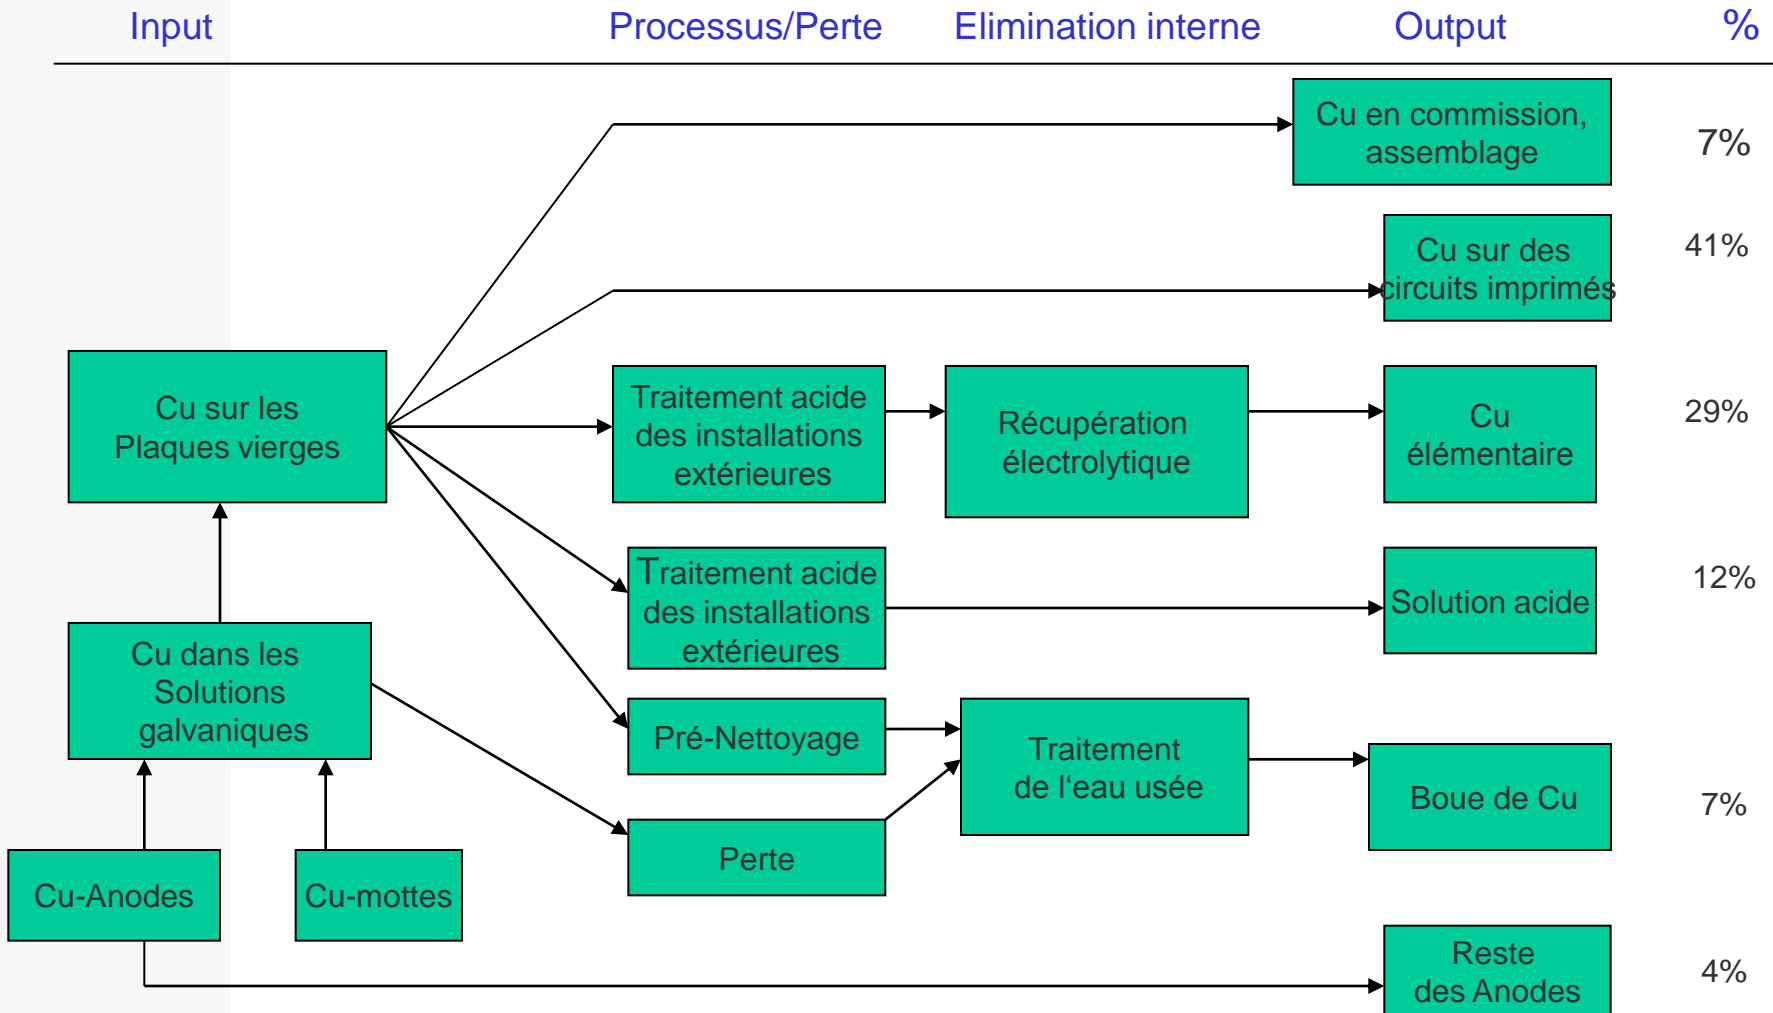 Input
Processus/Perte
Elimination interne
Output
%
Cu en commission,
assemblage
7%
Cu sur des
circuits imprimés
41%
Cu sur les
Plaques vierges
Traitement acide
des installations
extérieures
Récupération
électrolytique
Cu
élémentaire
29%
Traitement acide
des installations
extérieures
Solution acide
12%
Cu dans les
Solutions
galvaniques
Pré-Nettoyage
Traitement
de l‘eau usée
Boue de Cu
7%
Perte
Cu-Anodes
Cu-mottes
Reste
des Anodes
4%